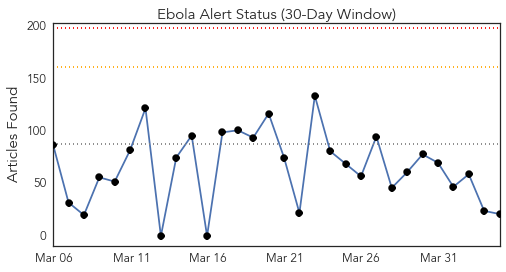 Ebola Alert Status (30-Day Window)
Articles Found
200
150
100
50
0
Mar 06 Mar 11 Mar 16 Mar 21 Mar 26 Mar 31